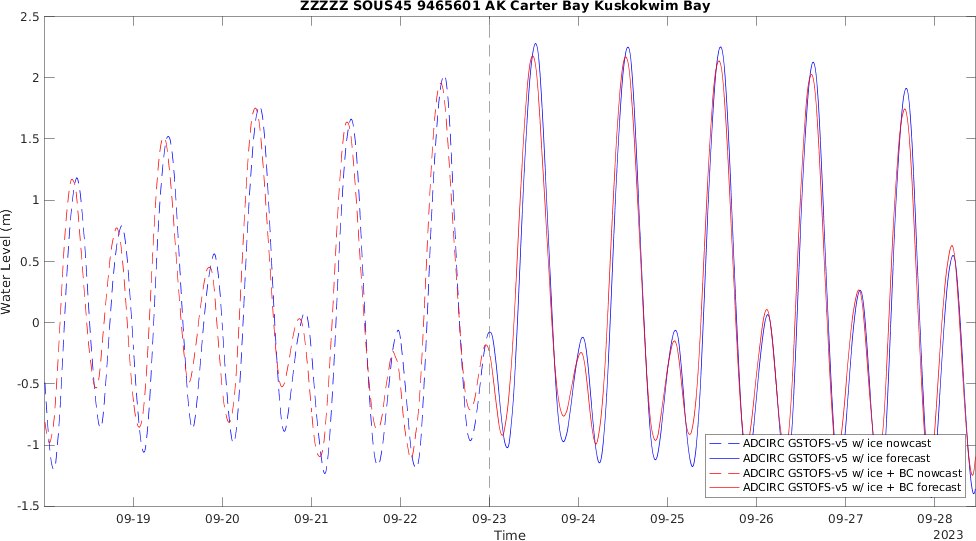 ZZZZZ SOUS45 9465601 AK Carter Bay Kuskokwim Bay
2.5
2
1.5
1
0.5
0
-0.5
-1
-1.5
Water Level (m)
ADCIRC GSTOFS-v5 w/ ice nowcast
ADCIRC GSTOFS-v5 w/ ice forecast
ADCIRC GSTOFS-v5 w/ ice + BC nowcast
ADCIRC GSTOFS-v5 w/ ice + BC forecast
09-19 09-20 09-21 09-22 09-23 09-24 09-25 09-26 09-27 09-28
Time
2023